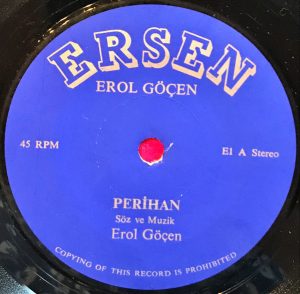 ERSEN
EROL GÖÇEN
45 RPM
E1 A Stereo
PERİHAN
Söz ve Muzik
Erol Göçen
COPYING OF THIS RECORD IS PROHIBITED